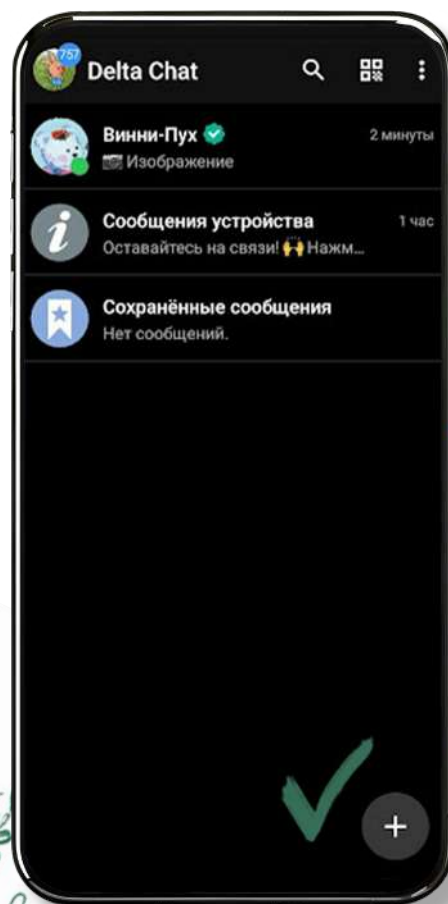 757
Delta Chat
Винни-Пух
2 минуты
Изображение
Сообщения устройства
1 час
Оставайтесь на связи! 🙌 Нажм...
Сохранённые сообщения
Нет сообщений.